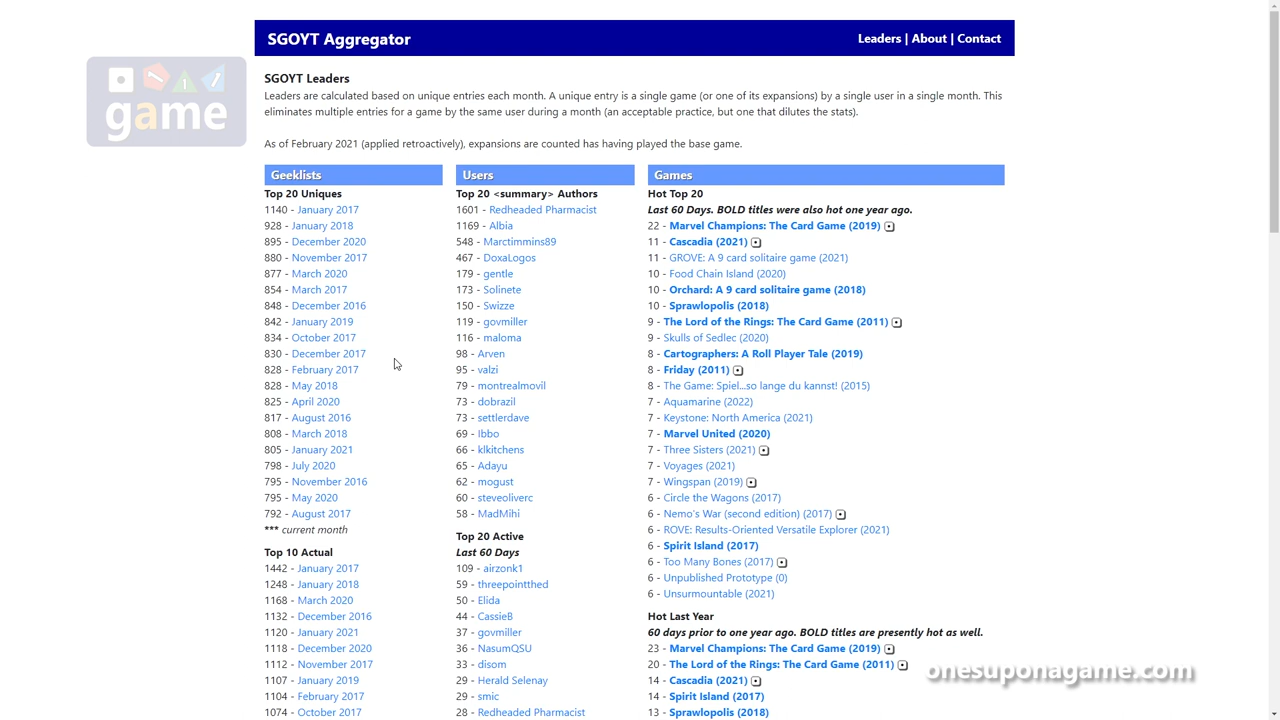 SGOYT Aggregator
Leaders | About | Contact
game
SGOYT Leaders
Leaders are calculated based on unique entries each month. A unique entry is a single game (or one of its expansions) by a single user in a single month. This
eliminates multiple entries for a game by the same user during a month (an acceptable practice, but one that dilutes the stats).
As of February 2021 (applied retroactively), expansions are counted has having played the base game.
Geeklists
Top 20 Uniques
1140 - January 2017
928 - January 2018
895 - December 2020
880 - November 2017
877 - March 2020
854 - March 2017
848 - December 2016
842 - January 2019
834 - October 2017
830 - December 2017
828 - February 2017
828 - May 2018
825 - April 2020
817 - August 2016
808 - March 2018
805 - January 2021
798 - July 2020
795 - November 2016
795 - May 2020
792 - August 2017
*** current month
Top 10 Actual
1442 - January 2017
1248 - January 2018
1168 - March 2020
1132 - December 2016
1120 - January 2021
1118 - December 2020
1112 - November 2017
1107 - January 2019
1104 - February 2017
1074 - October 2017
Users
Top 20 <summary> Authors
1601 - Redheaded Pharmacist
1169 - Albia
548 - Marctimmins89
467 - DoxaLogos
179 - gentle
173 - Solinete
150 - Swizze
119 - govmiller
116 - maloma
98 - Arven
95 - valzi
79 - montrealmovil
73 - dobrazil
73 - settlerdave
69 - Ibbo
66 - klkitchens
65 - Adayu
62 - mogust
60 - steveoliverc
58 - MadMihi
Top 20 Active
Last 60 Days
109 - airzonk1
59 - threepointthed
50 - Elida
44 - CassieB
37 - govmiller
36 - NasumQSU
33 - disom
29 - Herald Selenay
29 - smic
28 - Redheaded Pharmacist
Games
Hot Top 20
Last 60 Days. BOLD titles were also hot one year ago.
22 - Marvel Champions: The Card Game (2019)
11 - Cascadia (2021)
11 - GROVE: A 9 card solitaire game (2021)
10 - Food Chain Island (2020)
10 - Orchard: A 9 card solitaire game (2018)
10 - Sprawlopolis (2018)
9 - The Lord of the Rings: The Card Game (2011)
9 - Skulls of Sedlec (2020)
8 - Cartographers: A Roll Player Tale (2019)
8 - Friday (2011)
8 - The Game: Spiel...so lange du kannst! (2015)
7 - Aquamarine (2022)
7 - Keystone: North America (2021)
7 - Marvel United (2020)
7 - Three Sisters (2021)
7 - Voyages (2021)
7 - Wingspan (2019)
6 - Circle the Wagons (2017)
6 - Nemo's War (second edition) (2017)
6 - ROVE: Results-Oriented Versatile Explorer (2021)
6 - Spirit Island (2017)
6 - Too Many Bones (2017)
6 - Unpublished Prototype (0)
6 - Unsurmountable (2021)
Hot Last Year
60 days prior to one year ago. BOLD titles are presently hot as well.
23 - Marvel Champions: The Card Game (2019)
20 - The Lord of the Rings: The Card Game (2011)
14 - Cascadia (2021)
14 - Spirit Island (2017)
13 - Sprawlopolis (2018)
onesuponagame.com